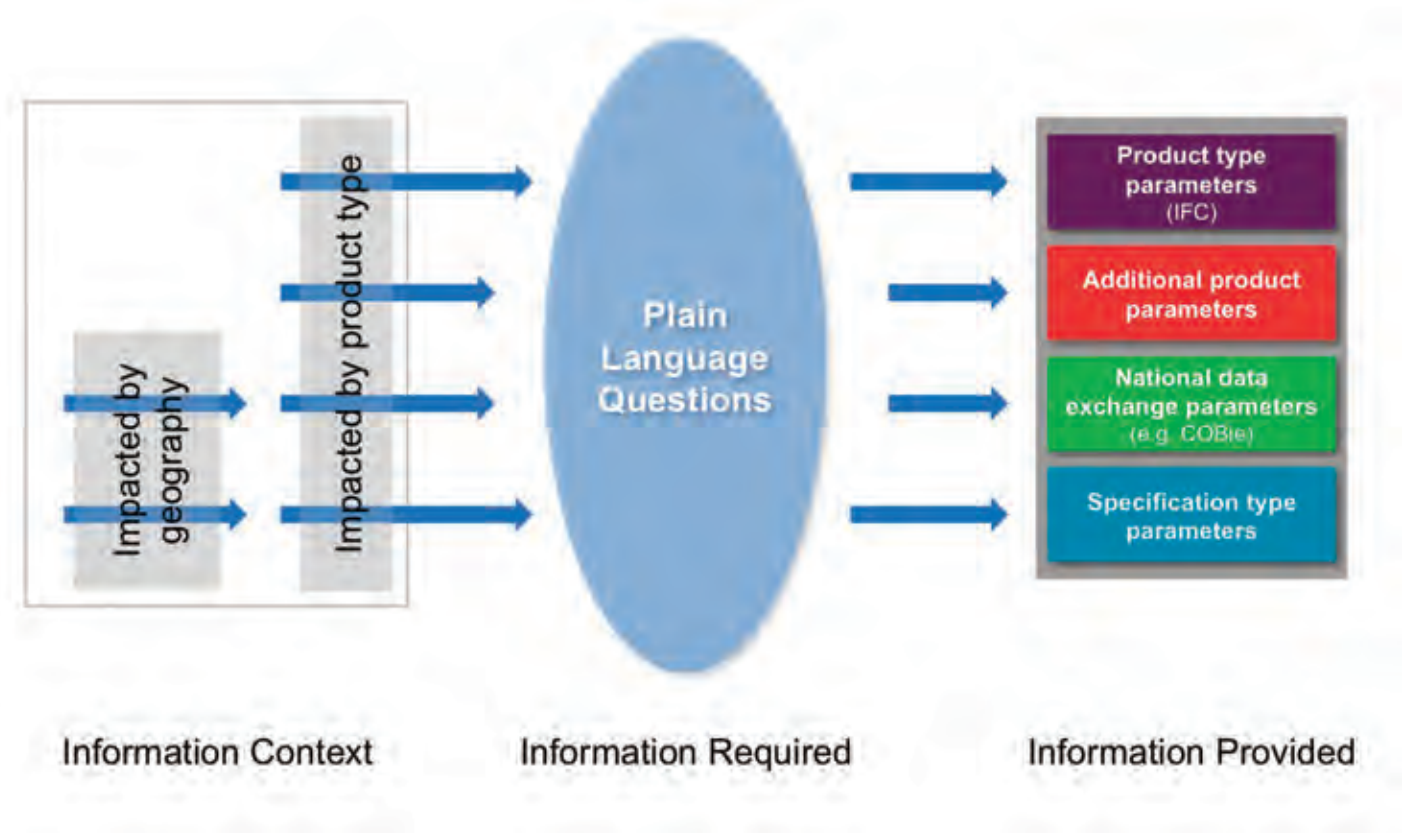 Impacted by
geography
Impacted by product type
Plain
Language
Questions
Product type
parameters
(IFC)
Additional product
parameters
National data
exchange parameters
(e.g. COBie)
Specification type
parameters
Information Context
Information Required
Information Provided